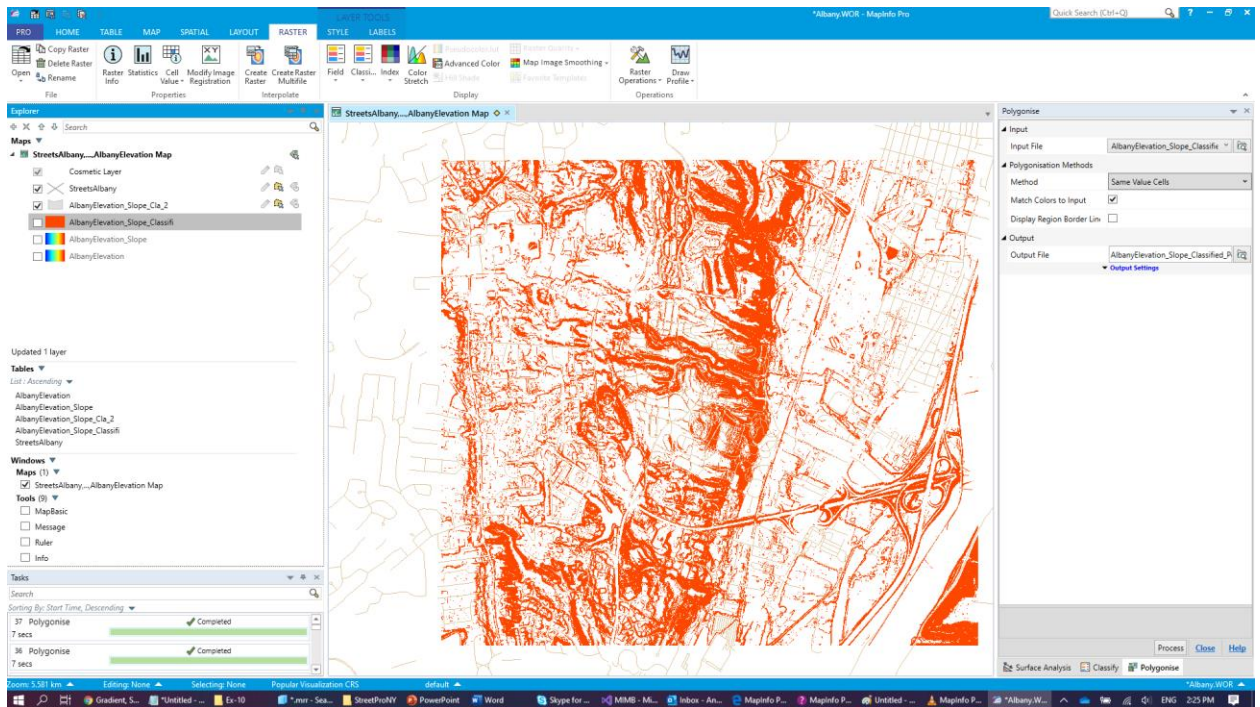 LAYER TOOLS
*Albany.WOR - MapInfo Pro
Quick Search (Ctrl+Q)
PRO HOME TABLE MAP SPATIAL LAYOUT RASTER STYLE LABELS
Open
Copy Raster
Delete Raster
Rename
Raster Info
Statistics
Cell Value
Modify Image Registration
Create Raster
Create Raster Multifile
Field
Classi...
Index
Color Stretch
Pseudocolor.lut
Advanced Color
Hill Shade
Raster Quality
Map Image Smoothing
Favorite Templates
Raster Operations
Draw Profile
File Properties Interpolate Display Operations
Explorer
Search
Maps
StreetsAlbany,...,AlbanyElevation Map
Cosmetic Layer
StreetsAlbany
AlbanyElevation_Slope_Cla_2
AlbanyElevation_Slope_Classifi
AlbanyElevation_Slope
AlbanyElevation
Updated 1 layer
Tables
List : Ascending
AlbanyElevation
AlbanyElevation_Slope
AlbanyElevation_Slope_Cla_2
AlbanyElevation_Slope_Classifi
StreetsAlbany
Windows
Maps (1)
StreetsAlbany,...,AlbanyElevation Map
Tools (9)
MapBasic
Message
Ruler
Info
Tasks
Search
Sorting By: Start Time, Descending
37 Polygonise Completed
7 secs
36 Polygonise Completed
7 secs
StreetsAlbany,...,AlbanyElevation Map
Polygonise
Input
Input File AlbanyElevation_Slope_Classifie
Polygonisation Methods
Method Same Value Cells
Match Colors to Input
Display Region Border Line
Output
Output File AlbanyElevation_Slope_Classified_P
Output Settings
Process Close Help
Surface Analysis Classify Polygonise
Zoom: 5.581 km Editing: None Selecting: None Popular Visualization CRS default *Albany.WOR
Gradient, S... *Untitled - ... Ex-10 *.mrr - Sea... StreetProNY PowerPoint Word Skype for ... MIMB - Mi... Inbox - An... MapInfo P... MapInfo P... Untitled - ... MapInfo P... *Albany.W... ENG 2:25 PM